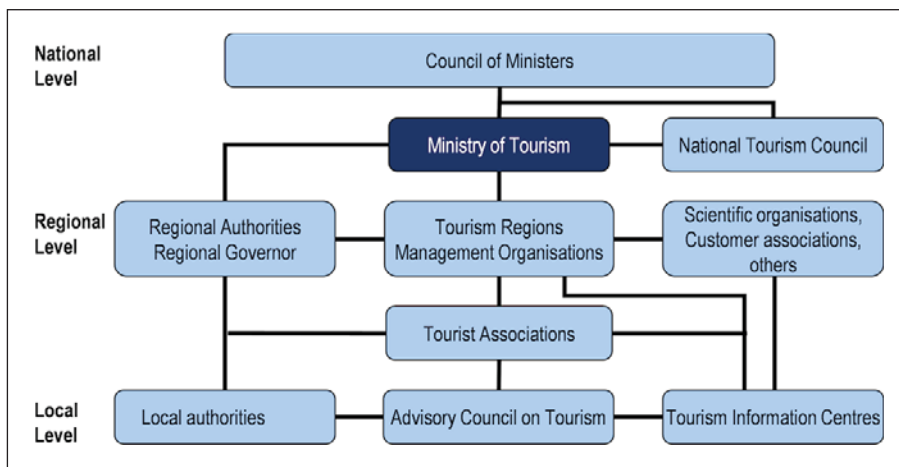 National
Level
Council of Ministers
Ministry of Tourism
National Tourism Council
Regional
Level
Regional Authorities
Regional Governor
Tourism Regions
Management Organisations
Scientific organisations,
Customer associations,
others
Tourist Associations
Local
Level
Local authorities
Advisory Council on Tourism
Tourism Information Centres